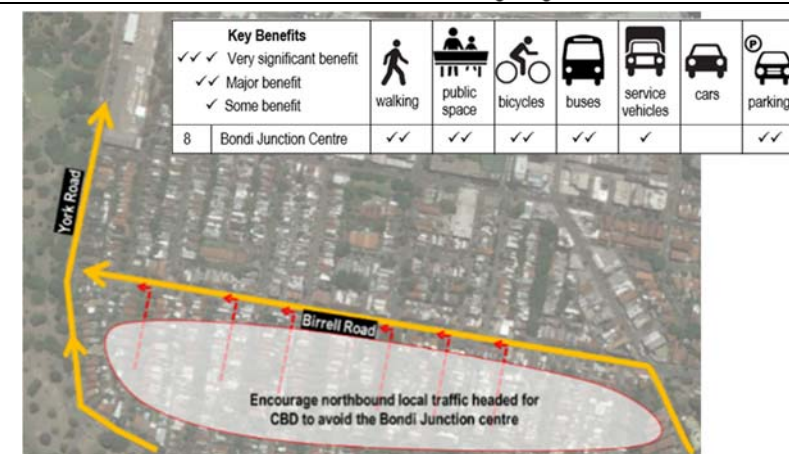 Key Benefits
✓✓✓ Very significant benefit
✓✓ Major benefit
✓ Some benefit
walking
public space
bicycles
buses
service vehicles
cars
P
parking
8 Bondi Junction Centre ✓✓ ✓✓ ✓✓ ✓✓ ✓ ✓✓
York Road
Birrell Road
Encourage northbound local traffic headed for
CBD to avoid the Bondi Junction centre